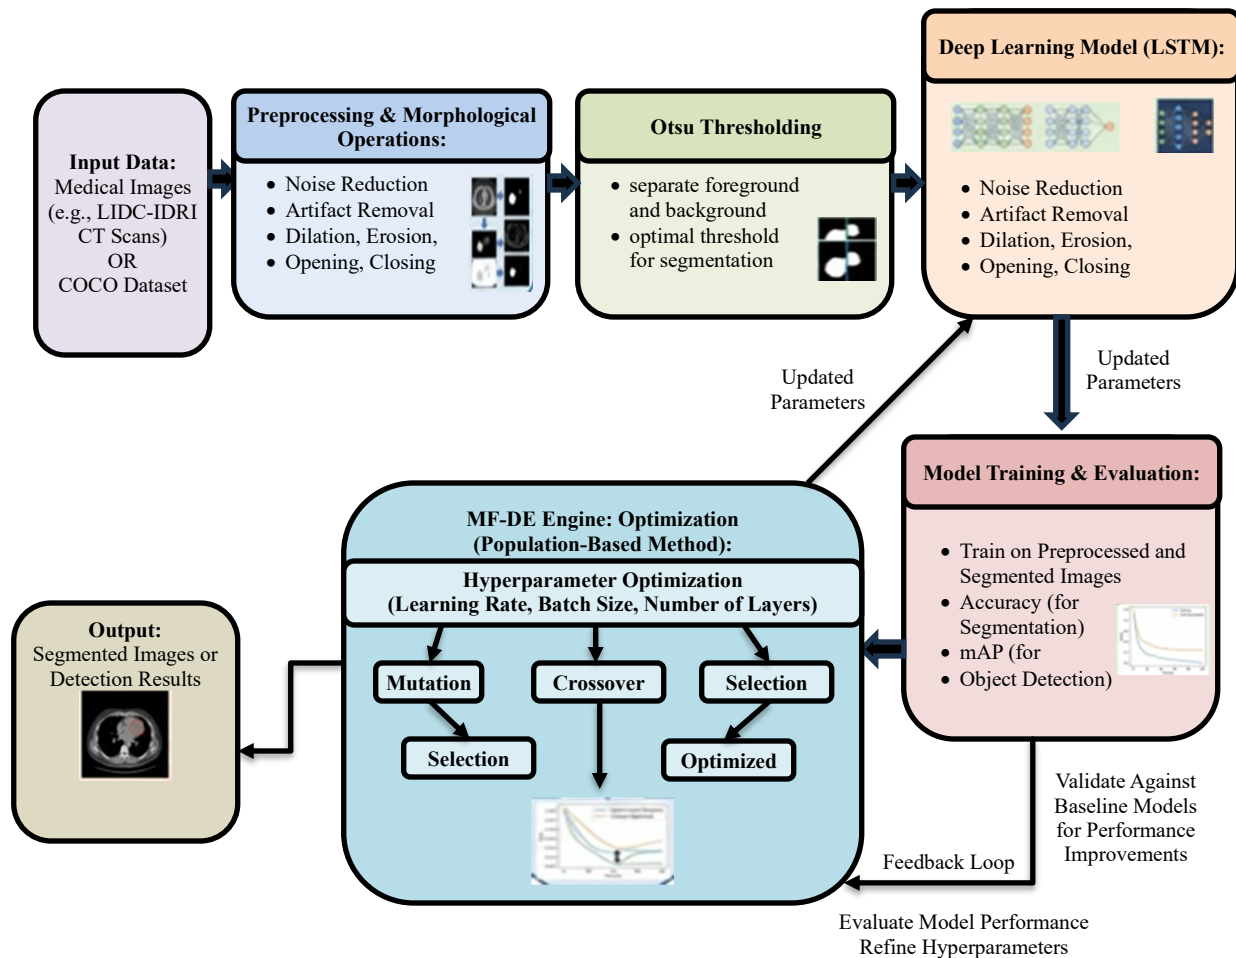 Input Data:
Medical Images
(e.g., LIDC-IDRI
CT Scans)
OR
COCO Dataset
Preprocessing & Morphological
Operations:
• Noise Reduction
• Artifact Removal
• Dilation, Erosion,
• Opening, Closing
Otsu Thresholding
• separate foreground
and background
• optimal threshold
for segmentation
Deep Learning Model (LSTM):
• Noise Reduction
• Artifact Removal
• Dilation, Erosion,
• Opening, Closing
Updated
Parameters
Updated
Parameters
Model Training & Evaluation:
• Train on Preprocessed and
Segmented Images
• Accuracy (for
Segmentation)
• mAP (for
• Object Detection)
MF-DE Engine: Optimization
(Population-Based Method):
Hyperparameter Optimization
(Learning Rate, Batch Size, Number of Layers)
Mutation
Crossover
Selection
Selection
Optimized
Output:
Segmented Images or
Detection Results
Validate Against
Baseline Models
for Performance
Improvements
Feedback Loop
Evaluate Model Performance
Refine Hyperparameters